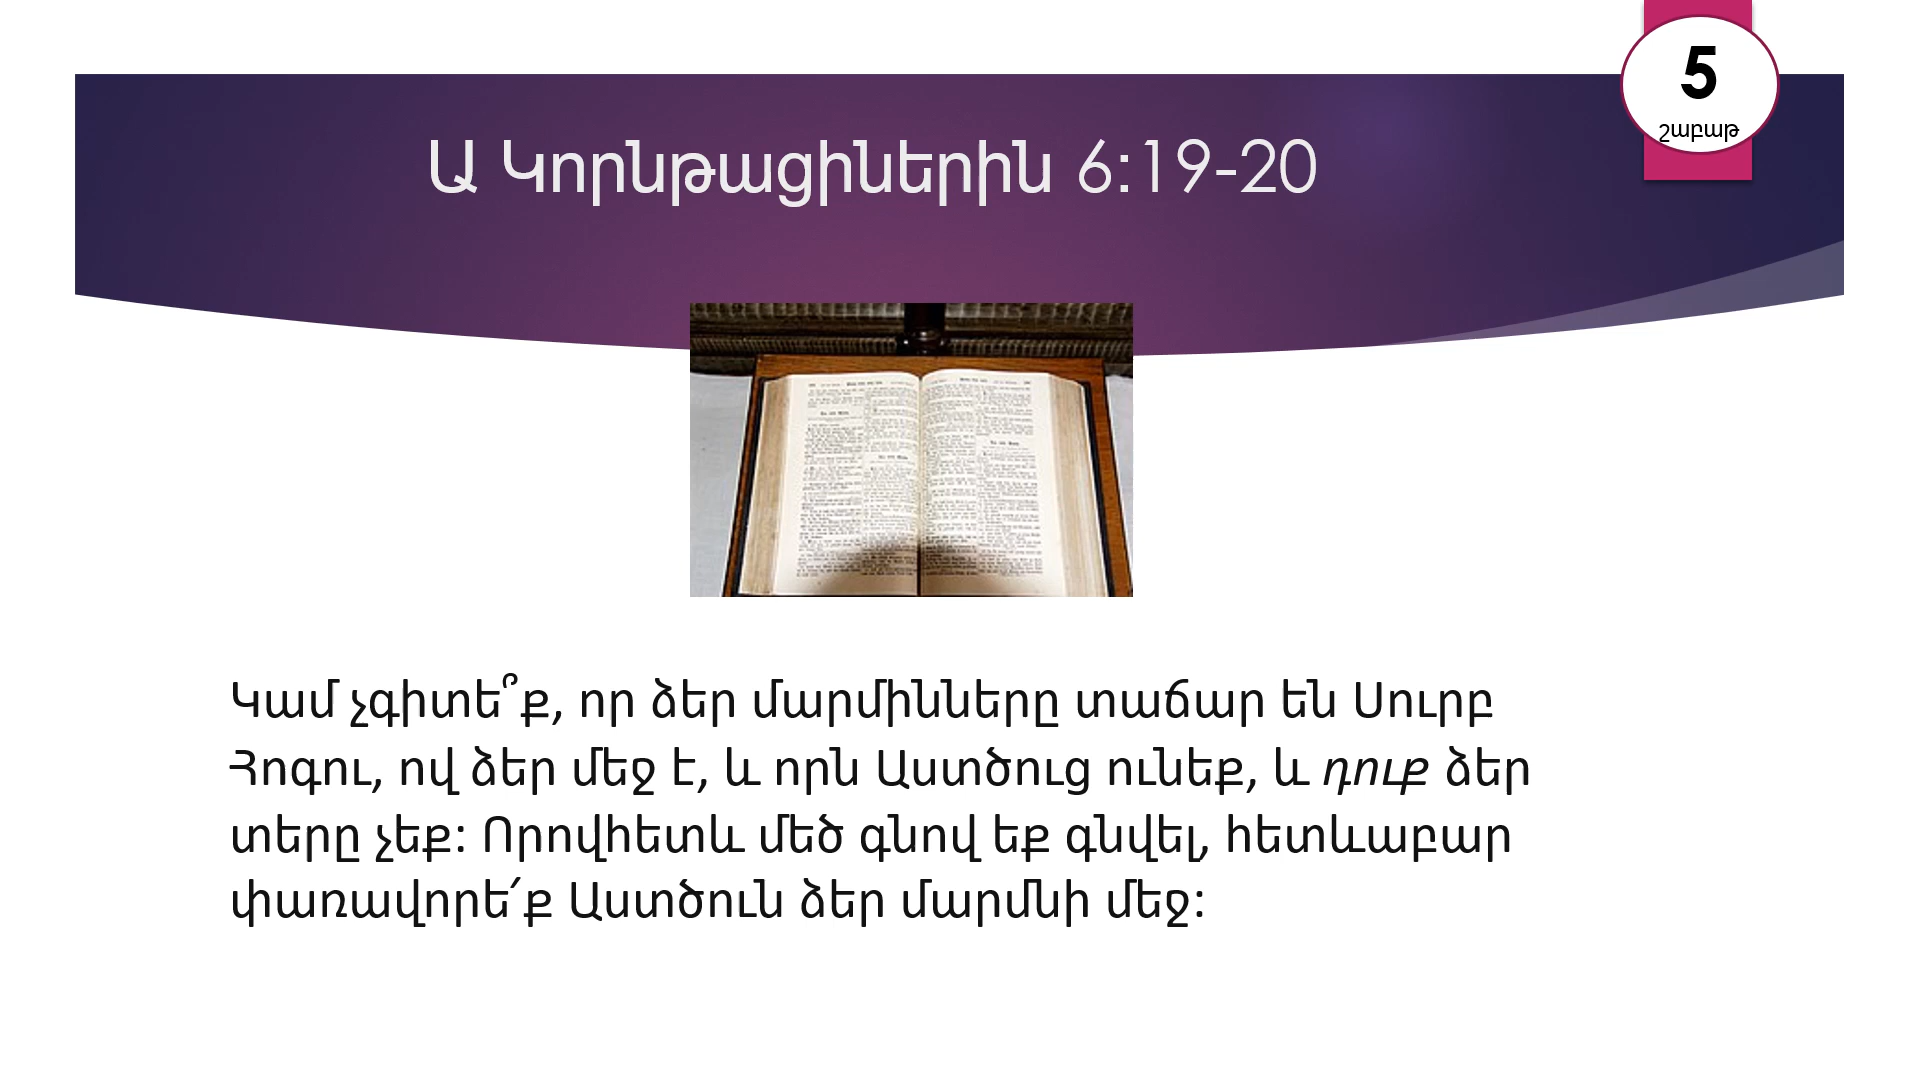 5
շաբաթ
Ա Կորնթացիներին 6:19-20
Կամ չգիտե՞ք, որ ձեր մարմինները տաճար են Սուրբ
Հոգու, ով ձեր մեջ է, և որն Աստծուց ունեք, և դուք ձեր
տերը չեք: Որովհետև մեծ գնով եք գնվել, հետևաբար
փառավորե՛ք Աստծուն ձեր մարմնի մեջ: